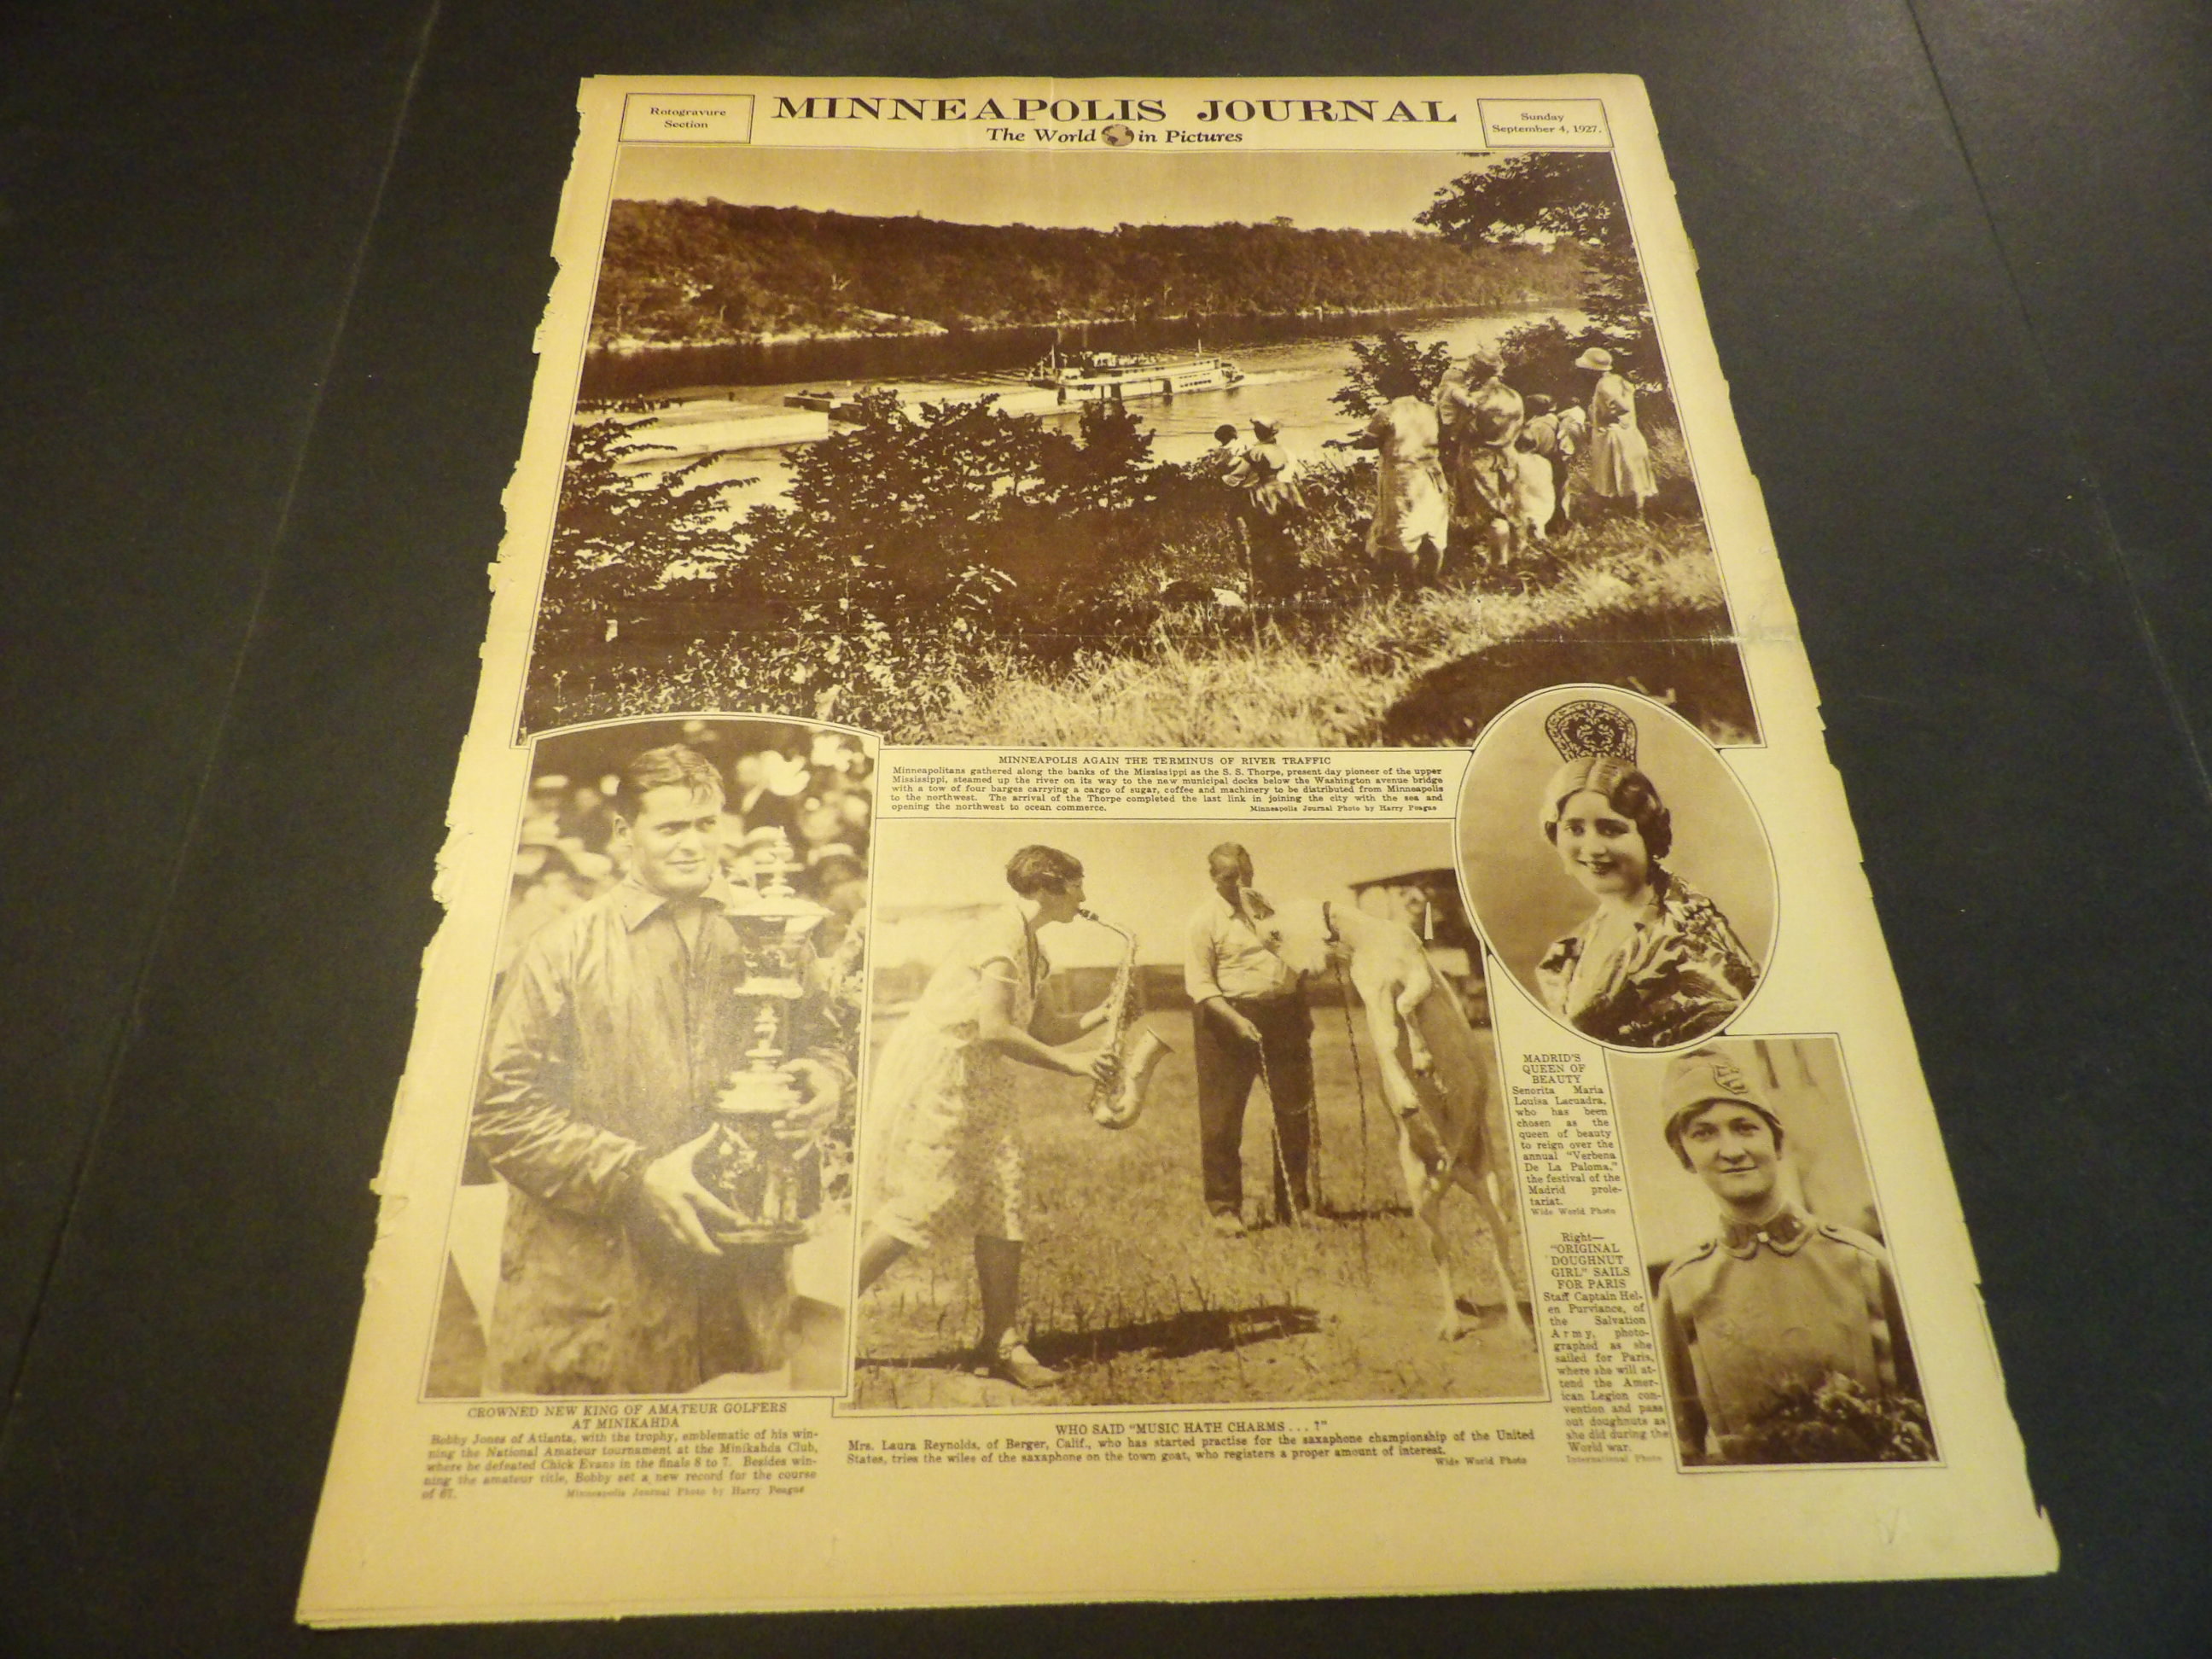 Rotogravure
Section
MINNEAPOLIS JOURNAL
The World in Pictures
Sunday
September 4, 1927.
MINNEAPOLIS AGAIN THE TERMINUS OF RIVER TRAFFIC
Minneapolitans gathered along the banks of the Mississippi as the S. S. Thorpe, present day pioneer of the upper
Mississippi, steamed up the river on its way to the new municipal docks below the Washington avenue bridge
with a tow of four barges carrying a cargo of sugar, coffee and machinery to be distributed from Minneapolis
to the northwest. The arrival of the Thorpe completed the last link in joining the city with the sea and
opening the northwest to ocean commerce. Minneapolis Journal Photo by Harry Poague
MADRID'S
QUEEN OF
BEAUTY
Senorita Maria
Louisa Lacuadra,
who has been
chosen as the
queen of beauty
to reign over the
annual "Verbena
De La Paloma,"
the festival of the
Madrid prole-
tariat.
Wide World Photo
Right—
"ORIGINAL
DOUGHNUT
GIRL" SAILS
FOR PARIS
Staff Captain Hel-
en Purviance, of
the Salvation
Army, photo-
graphed as she
sailed for Paris,
where she will at-
tend the Amer-
ican Legion con-
vention and pass
out doughnuts as
she did during the
World war.
International Photo
CROWNED NEW KING OF AMATEUR GOLFERS
AT MINIKAHDA
Bobby Jones of Atlanta, with the trophy, emblematic of his win-
ning the National Amateur tournament at the Minikahda Club,
where he defeated Chick Evans in the finals 8 to 7. Besides win-
ning the amateur title, Bobby set a new record for the course
of 67. Minneapolis Journal Photo by Harry Poague
WHO SAID "MUSIC HATH CHARMS . . . ?"
Mrs. Laura Reynolds, of Berger, Calif., who has started practise for the saxaphone championship of the United
States, tries the wiles of the saxaphone on the town goat, who registers a proper amount of interest.
Wide World Photo